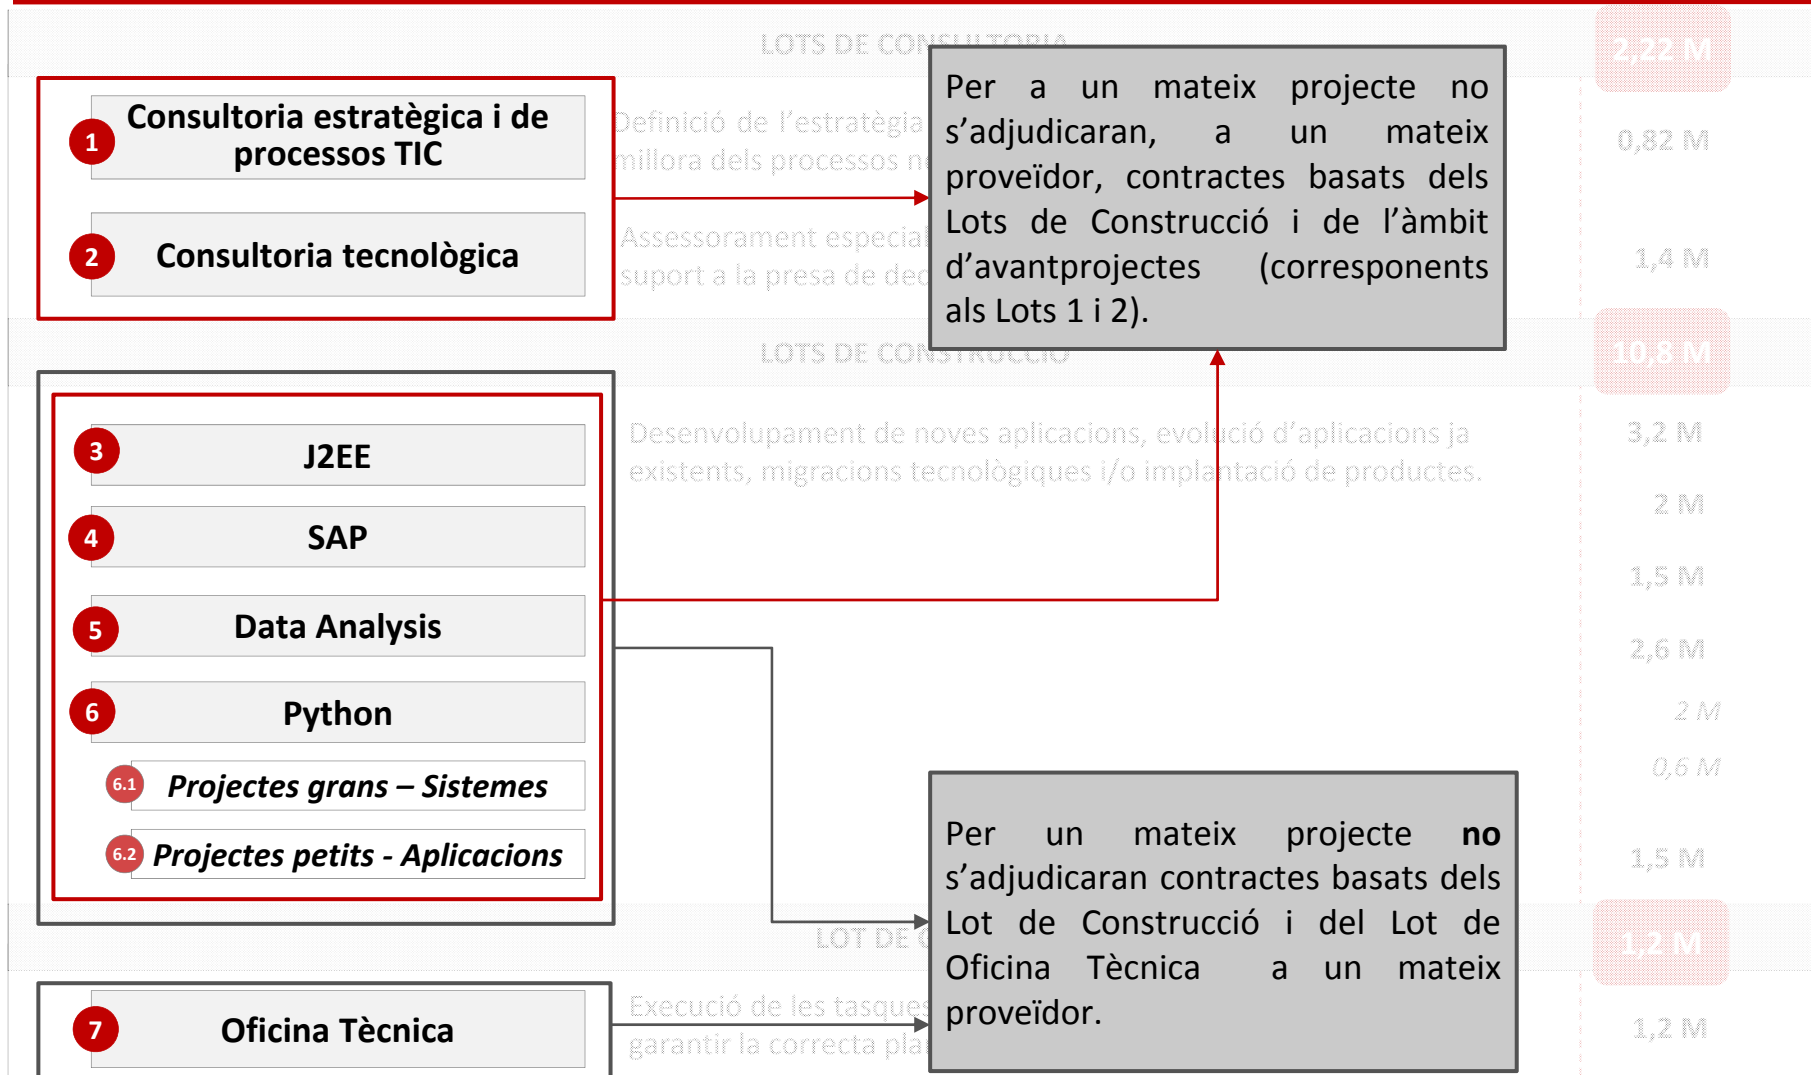 LOTS DE CONSULTORIA
2,22 M
1
Consultoria estratègica i de
processos TIC
Definició de l’estratègia
millora dels processos
0,82 M
2
Consultoria tecnològica
Assessorament
suport a la presa de
1,4 M
Per a un mateix projecte no
s’adjudicaran, a un mateix
proveïdor, contractes basats dels
Lots de Construcció i de l’àmbit
d’avantprojectes (corresponents
als Lots 1 i 2).
LOTS DE CONSTRUCCIÓ
10,8 M
3
J2EE
Desenvolupament de noves aplicacions, evolució d’aplicacions ja
existents, migracions tecnològiques i/o implantació de productes.
3,2 M
4
SAP
2 M
1,5 M
5
Data Analysis
2,6 M
6
Python
2 M
6.1
Projectes grans – Sistemes
0,6 M
6.2
Projectes petits - Aplicacions
1,5 M
Per un mateix projecte no
s’adjudicaran contractes basats dels
Lot de Construcció i del Lot de
Oficina Tècnica a un mateix
proveïdor.
LOT DE
1,2 M
7
Oficina Tècnica
Execució de les tasques
garantir la correcta
1,2 M